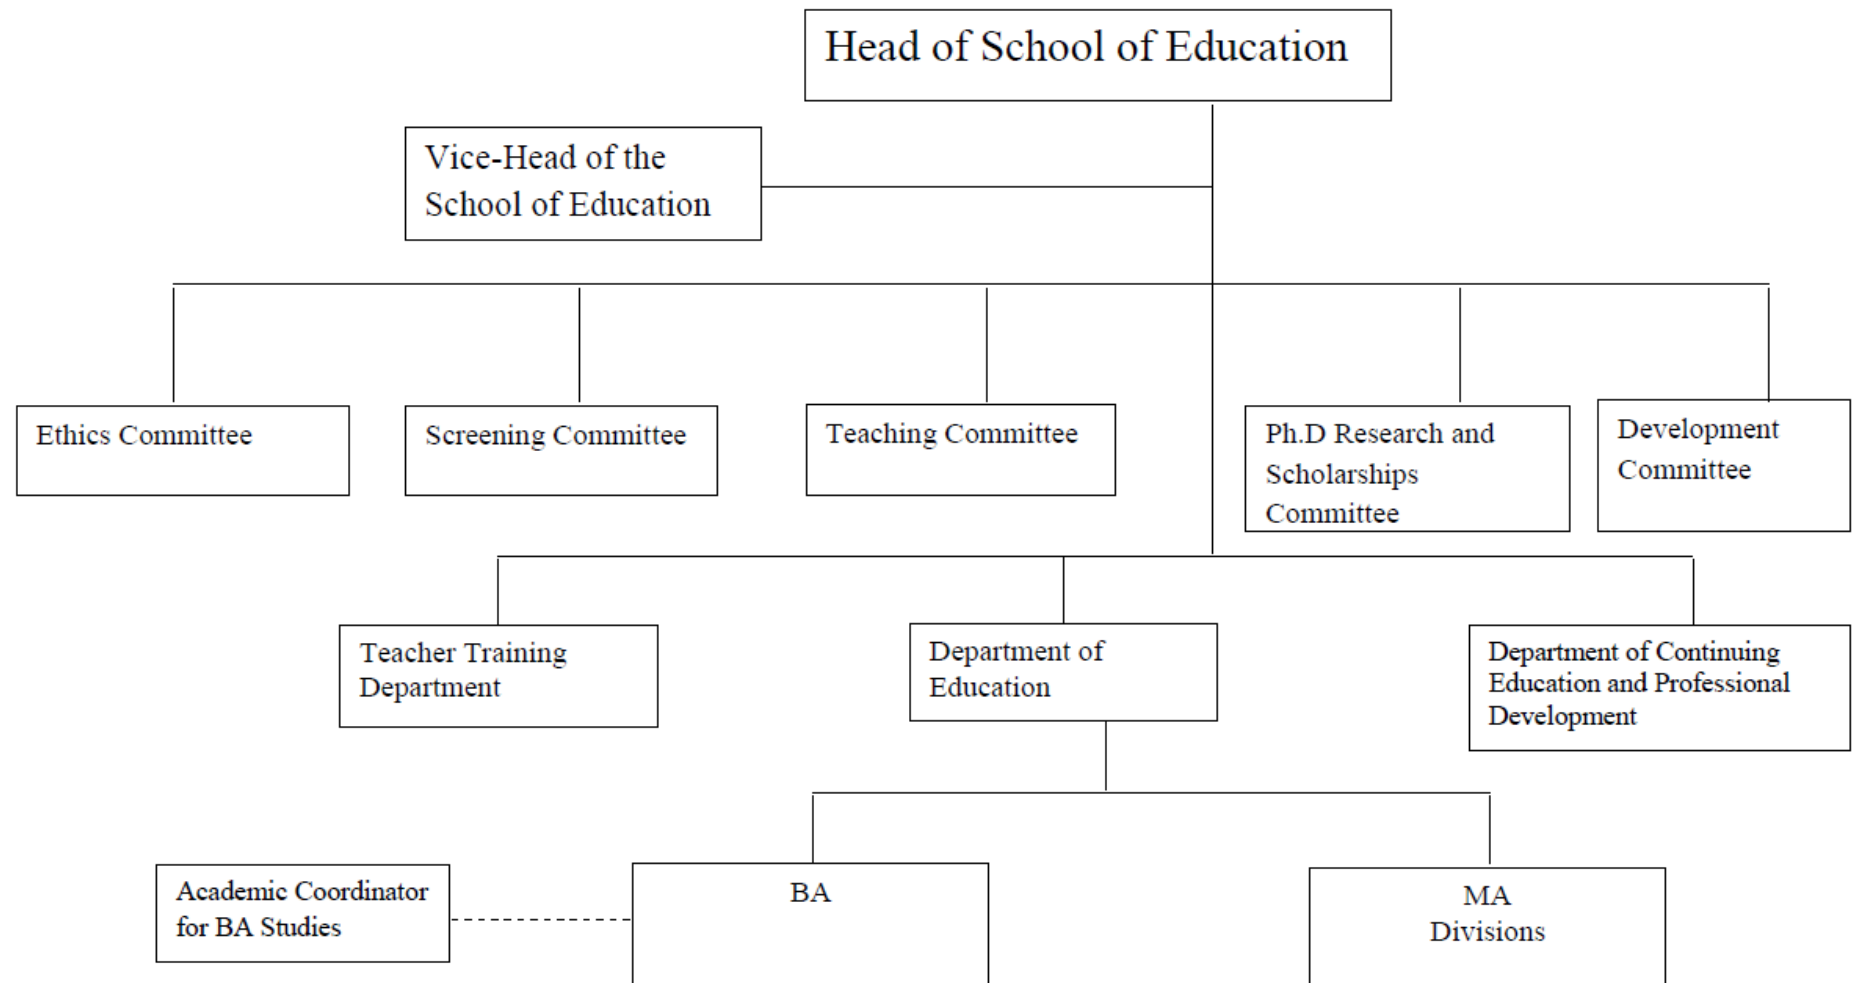 Head of School of Education
Vice-Head of the
School of Education
Ethics Committee
Screening Committee
Teaching Committee
Ph.D Research and
Scholarships
Committee
Development
Committee
Teacher Training
Department
Department of
Education
Department of Continuing
Education and Professional
Development
Academic Coordinator
for BA Studies
BA
MA
Divisions